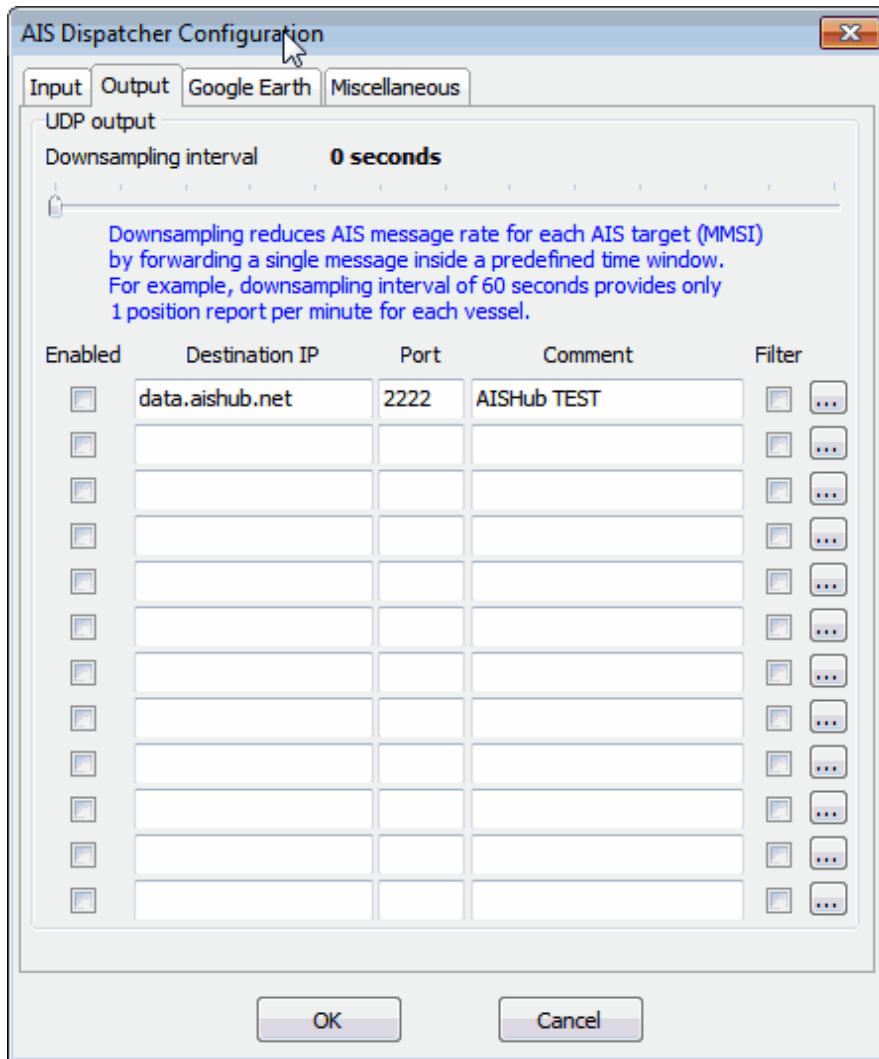 AIS Dispatcher Configuration
Input Output Google Earth Miscellaneous
UDP output
Downsampling interval 0 seconds
Downsampling reduces AIS message rate for each AIS target (MMSI)
by forwarding a single message inside a predefined time window.
For example, downsampling interval of 60 seconds provides only
1 position report per minute for each vessel.
Enabled Destination IP Port Comment Filter
data.aishub.net 2222 AISHub TEST ...
...
...
...
...
...
...
...
...
...
...
...
OK Cancel